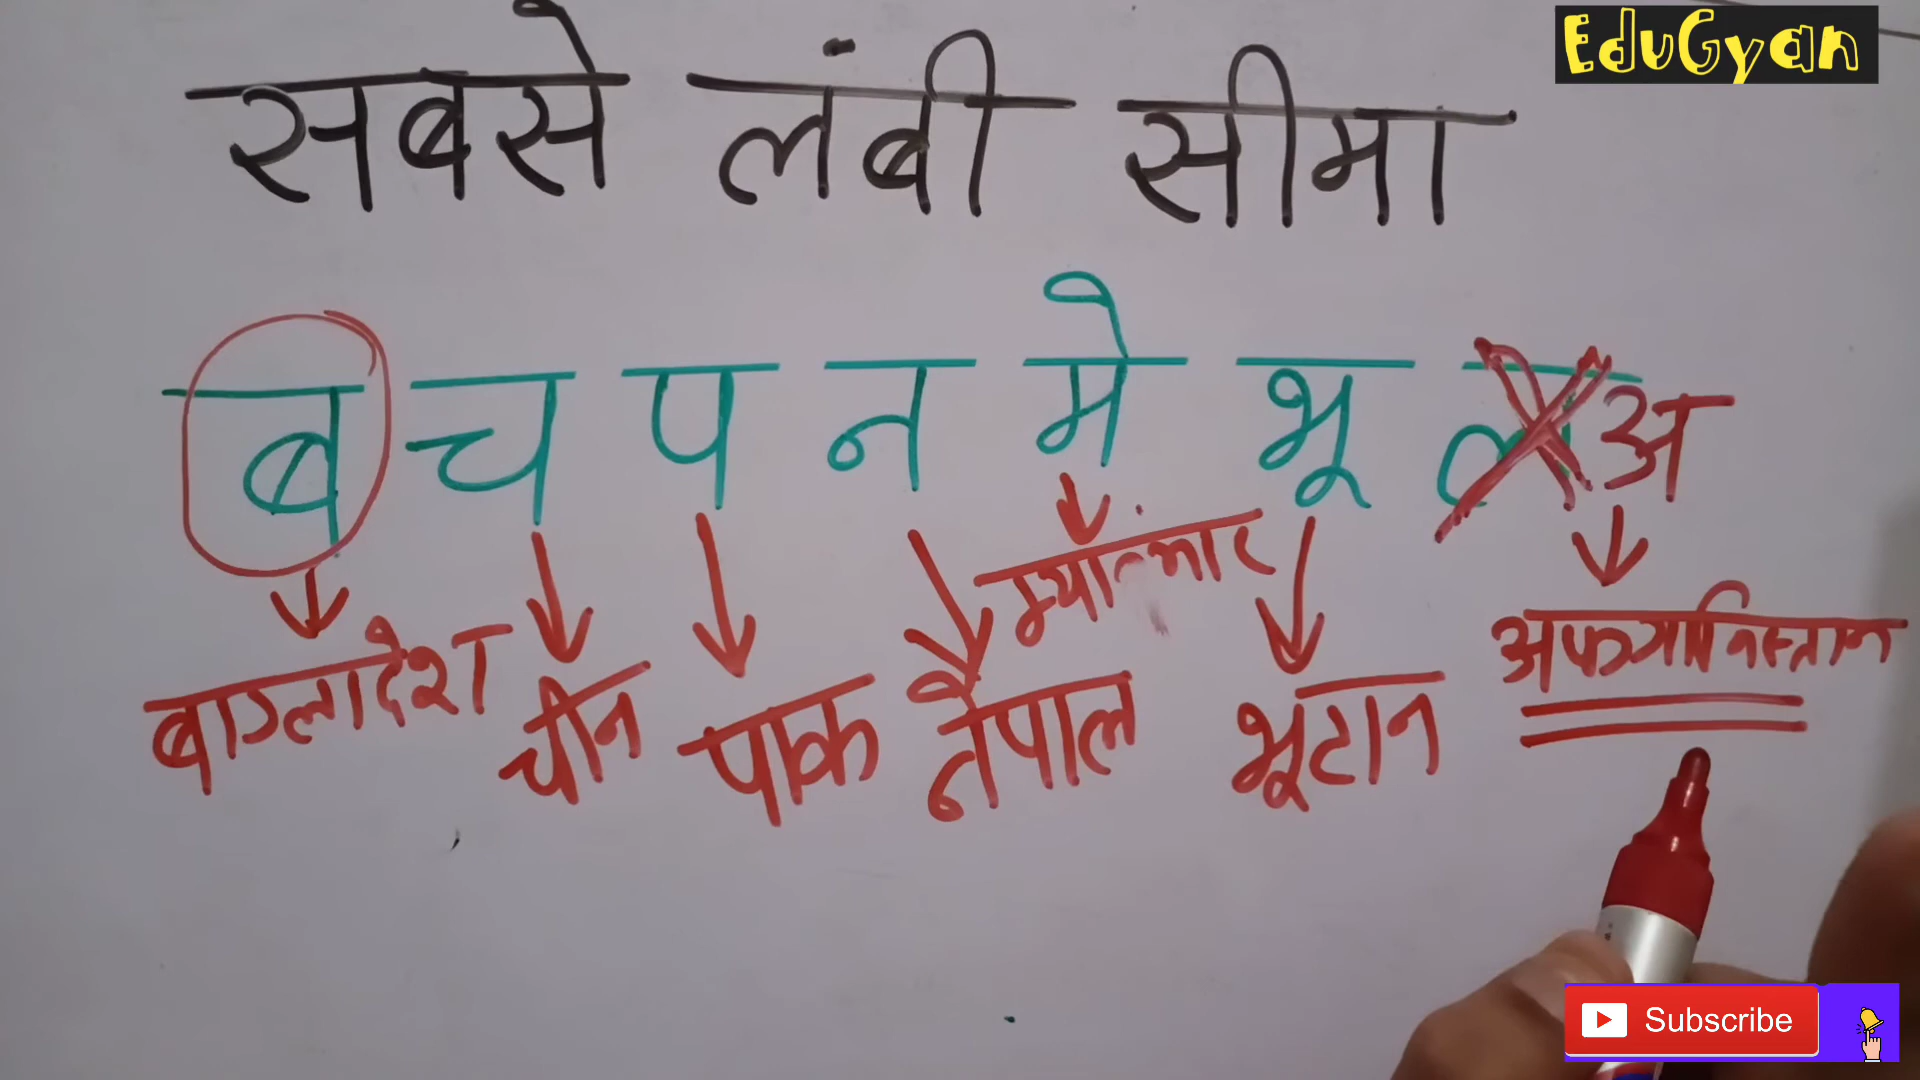 EduGyan
सबसे लंबी सीमा
ब च प न मे भू ल अ
बाग्लादेश चीन पाक नेपाल म्यान्मार भूटान अफगानिस्तान
Subscribe